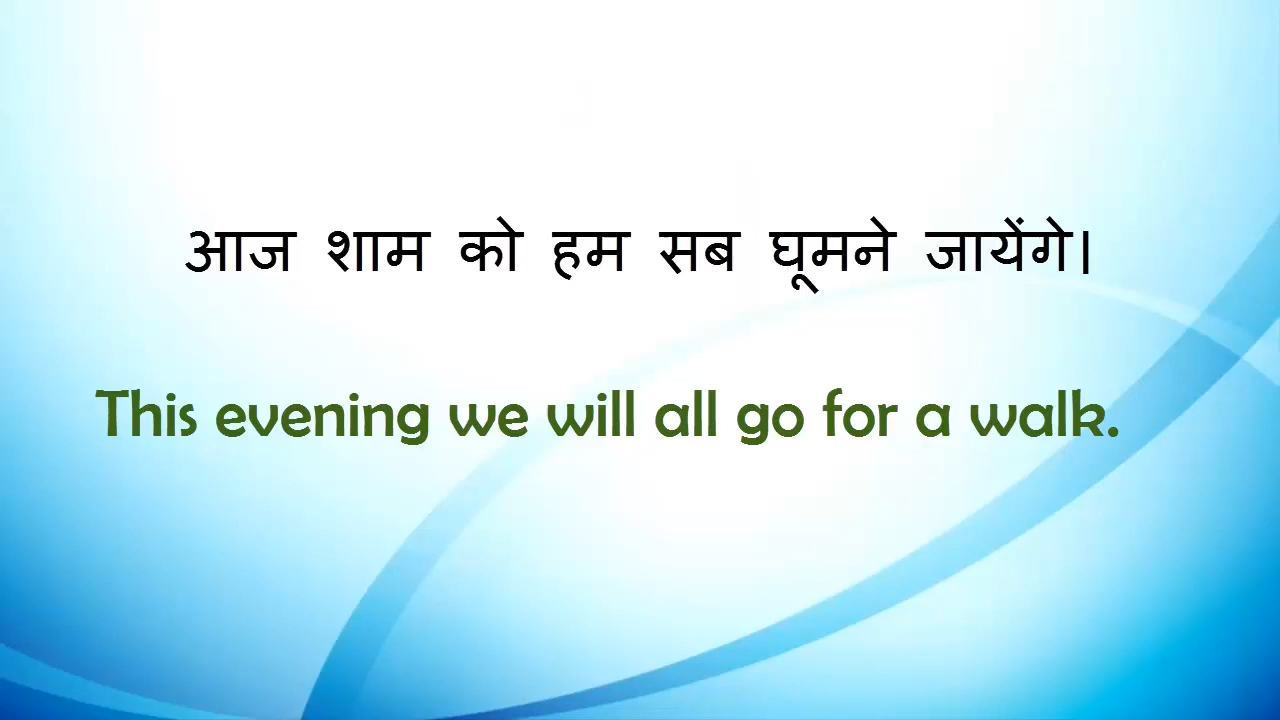 आज शाम को हम सब घूमने जायेंगे।
This evening we will all go for a walk.